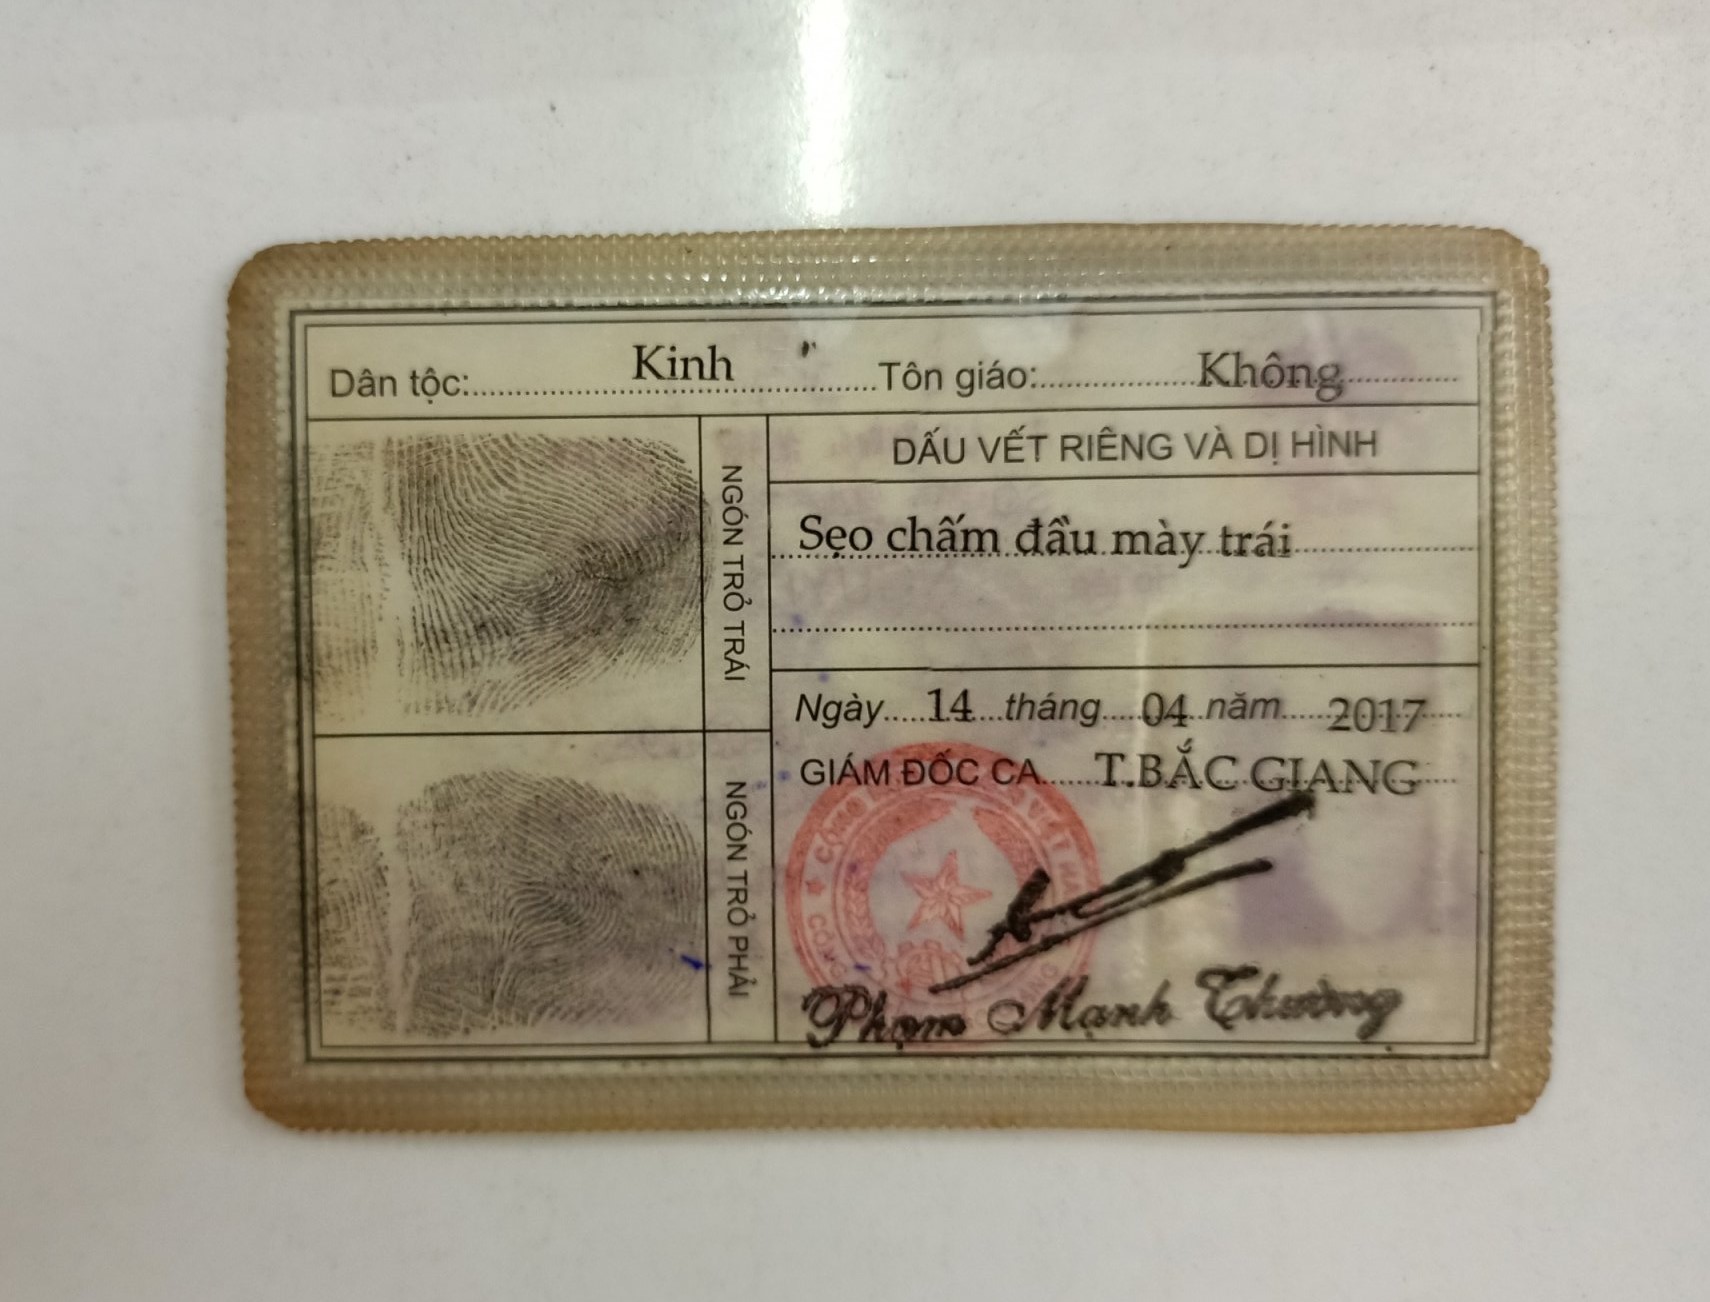 Dân tộc: Kinh Tôn giáo: Không
NGÓN TRỎ TRÁI
NGÓN TRỎ PHẢI
DẤU VẾT RIÊNG VÀ DỊ HÌNH
Sẹo chấm đầu mày trái
Ngày 14 tháng 04 năm 2017
GIÁM ĐỐC CA T.BẮC GIANG
Phạm Mạnh Thường